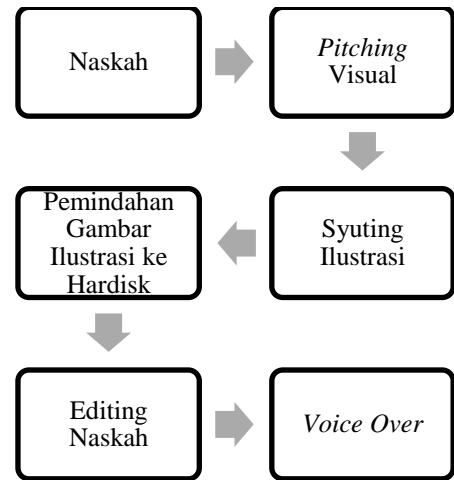 Naskah
Pitching
Visual
Syuting
Ilustrasi
Pemindahan
Gambar
Ilustrasi ke
Hardisk
Editing
Naskah
Voice Over